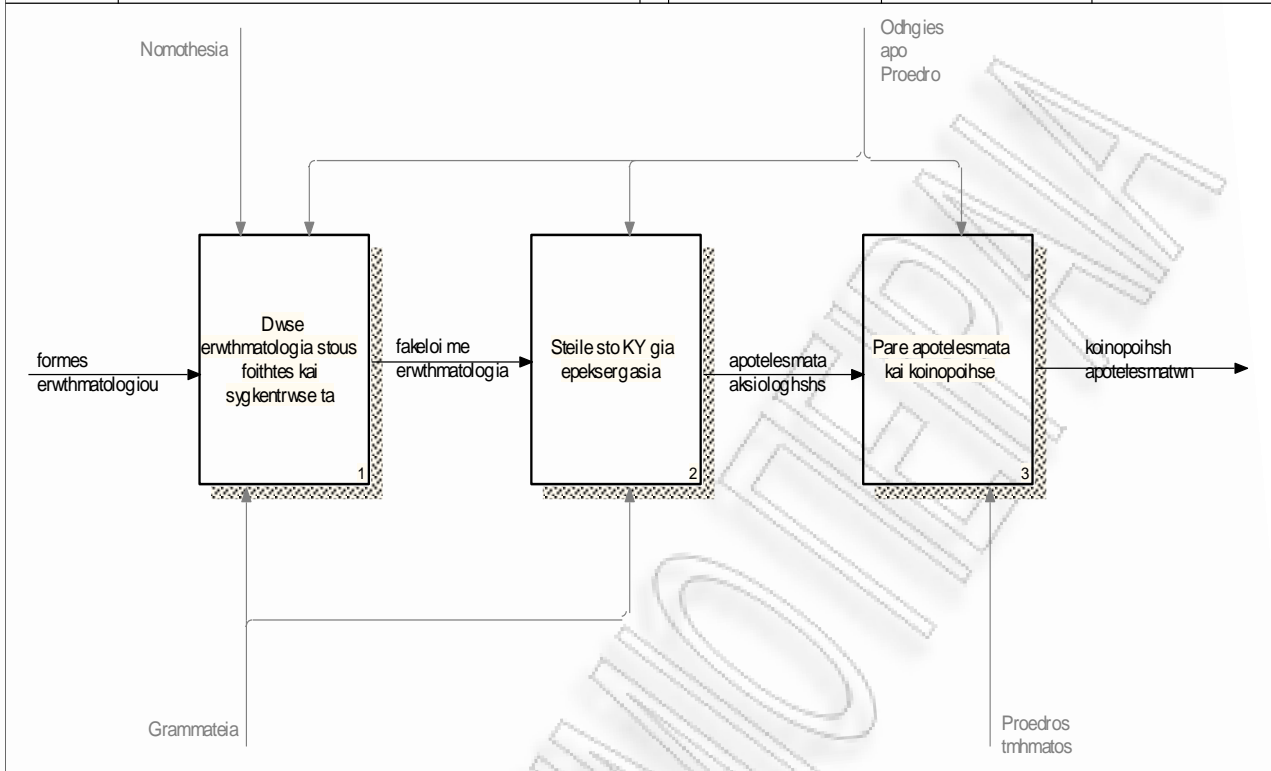 Nomothesia
Odhgies
apo
Proedro
formes
erwthmatologiou
Dwse
erwthmatologia stous
foithtes kai
sygkentrwse ta
1
fakeloi me
erwthmatologia
Steile sto KY gia
epeksergasia
2
apotelesmata
aksiologhshs
Pare apotelesmata
kai koinopoihse
3
koinopoihsh
apotelesmatwn
Grammateia
Proedros
tmhmatos